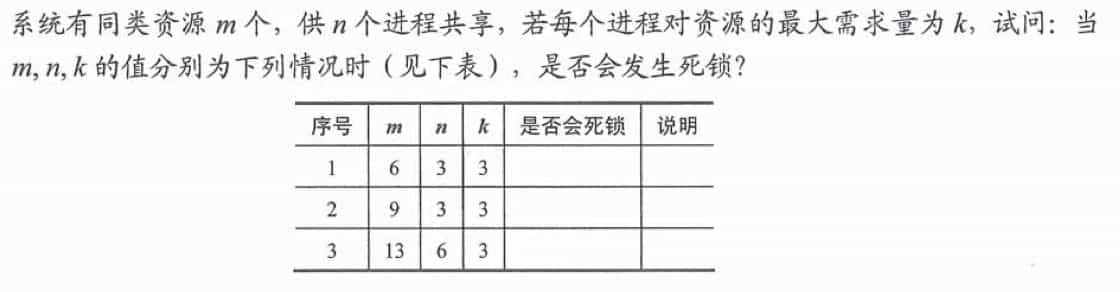 系统有同类资源 m 个，供 n 个进程共享，若每个进程对资源的最大需求量为 k，试问：当
m, n, k 的值分别为下列情况时（见下表），是否会发生死锁？
序号 m n k 是否会死锁 说明
1 6 3 3
2 9 3 3
3 13 6 3